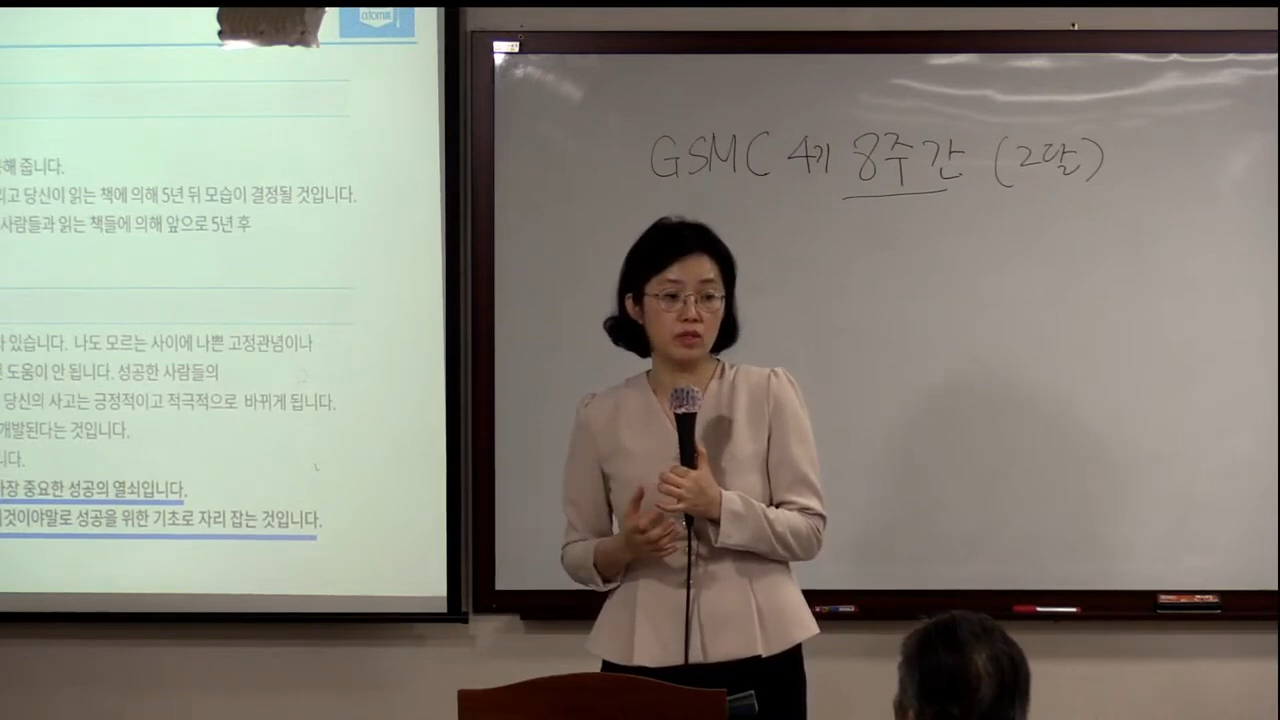 atom美
해 줍니다.
리고 당신이 읽는 책에 의해 5년 뒤 모습이 결정될 것입니다.
사람들과 읽는 책들에 의해 앞으로 5년 후
있습니다. 나도 모르는 사이에 나쁜 고정관념이나
도움이 안 됩니다. 성공한 사람들의
당신의 사고는 긍정적이고 적극적으로 바뀌게 됩니다.
개발된다는 것입니다.
니다.
가장 중요한 성공의 열쇠입니다.
이것이야말로 성공을 위한 기초로 자리 잡는 것입니다.
GSMC 4기 8주간 (2달)